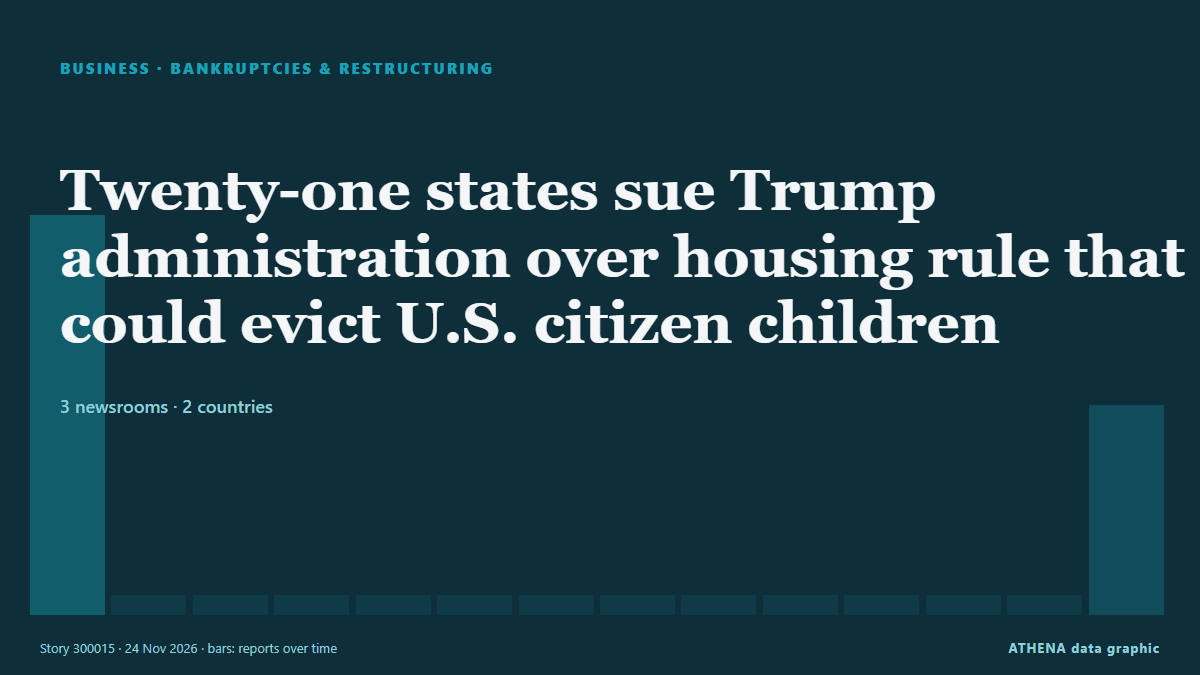 BUSINESS · BANKRUPTCIES & RESTRUCTURING
Twenty-one states sue Trump
administration over housing rule that
could evict U.S. citizen children
3 newsrooms · 2 countries
Story 300015 · 24 Nov 2026 · bars: reports over time
ATHENA data graphic